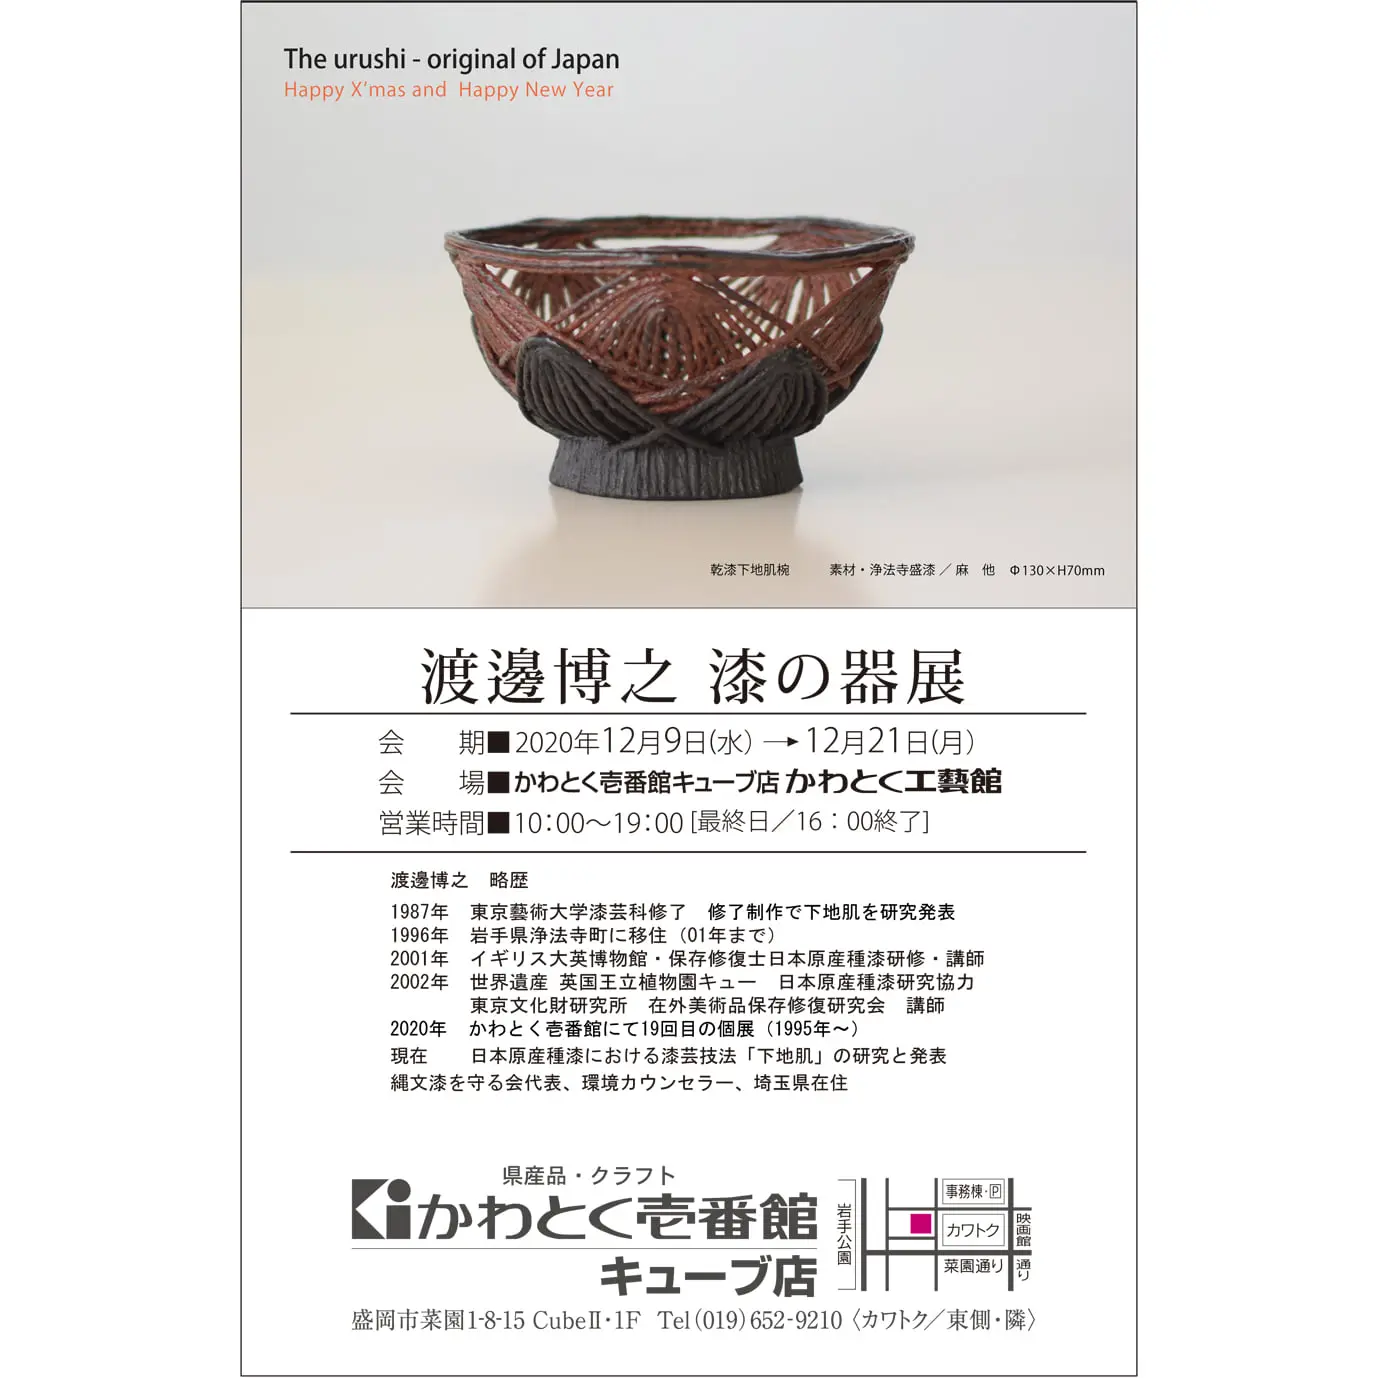 The urushi - original of Japan
Happy X'mas and Happy New Year
乾漆下地肌椀　　素材・浄法寺盛漆／麻　他　Φ130×H70mm
渡邊博之 漆の器展
会　期■2020年12月9日(水) → 12月21日(月)
会　場■かわとく壱番館キューブ店 かわとく工藝館
営業時間■10:00〜19:00 [最終日／16：00終了]
渡邊博之　略歴
1987年　東京藝術大学漆芸科修了　修了制作で下地肌を研究発表
1996年　岩手県浄法寺町に移住（01年まで）
2001年　イギリス大英博物館・保存修復士日本原産種漆研修・講師
2002年　世界遺産 英国王立植物園キュー　日本原産種漆研究協力
東京文化財研究所　在外美術品保存修復研究会　講師
2020年　かわとく壱番館にて19回目の個展（1995年〜）
現在　日本原産種漆における漆芸技法「下地肌」の研究と発表
縄文漆を守る会代表、環境カウンセラー、埼玉県在住
県産品・クラフト
Ki かわとく壱番館
キューブ店
岩手公園
事務棟・P
カワトク
菜園通り
映画館通り
盛岡市菜園1-8-15 CubeⅡ・1F Tel(019)652-9210〈カワトク／東側・隣〉